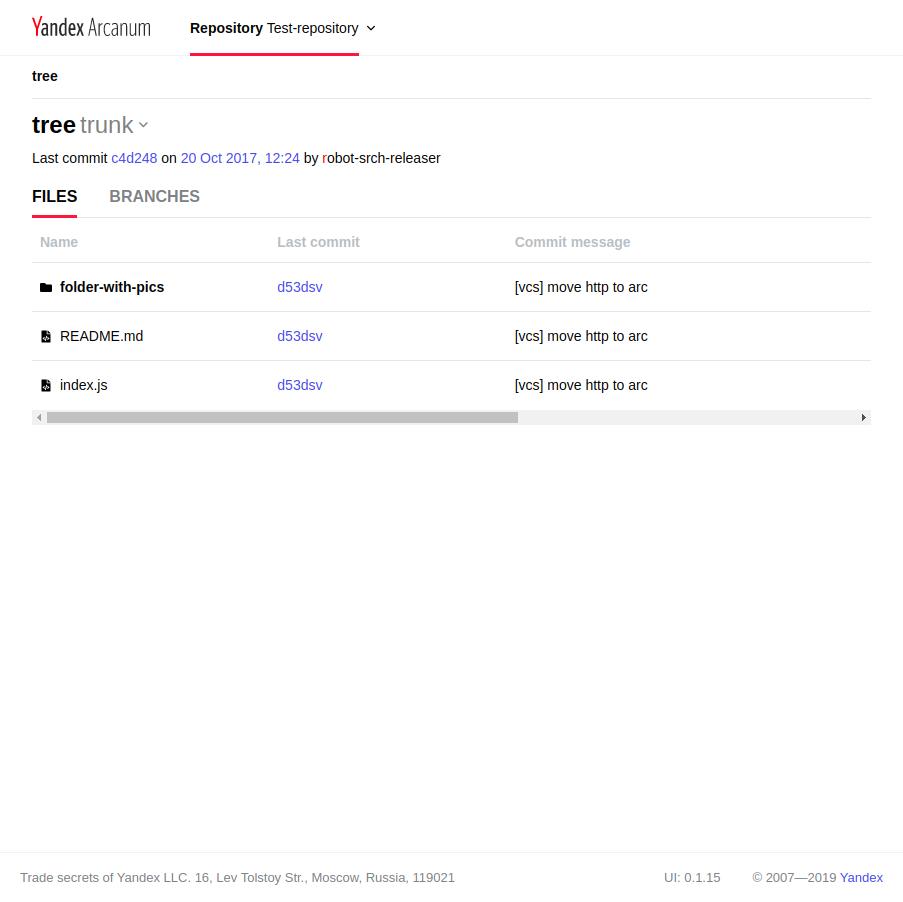 Yandex Arcanum
Repository Test-repository
tree
tree trunk
Last commit c4d248 on 20 Oct 2017, 12:24 by robot-srch-releaser
FILES BRANCHES
Name Last commit Commit message
folder-with-pics d53dsv [vcs] move http to arc
README.md d53dsv [vcs] move http to arc
index.js d53dsv [vcs] move http to arc
Trade secrets of Yandex LLC. 16, Lev Tolstoy Str., Moscow, Russia, 119021 UI: 0.1.15 © 2007—2019 Yandex